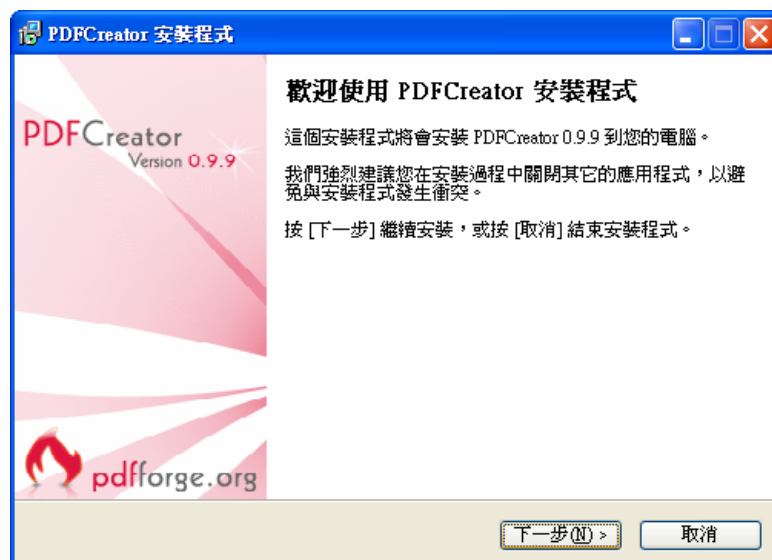 PDFCreator 安裝程式
PDFCreator
Version 0.9.9
歡迎使用 PDFCreator 安裝程式
這個安裝程式將會安裝 PDFCreator 0.9.9 到您的電腦。
我們強烈建議您在安裝過程中關閉其它的應用程式，以避
免與安裝程式發生衝突。
按 [下一步] 繼續安裝，或按 [取消] 結束安裝程式。
pdfforge.org
下一步(N) >
取消